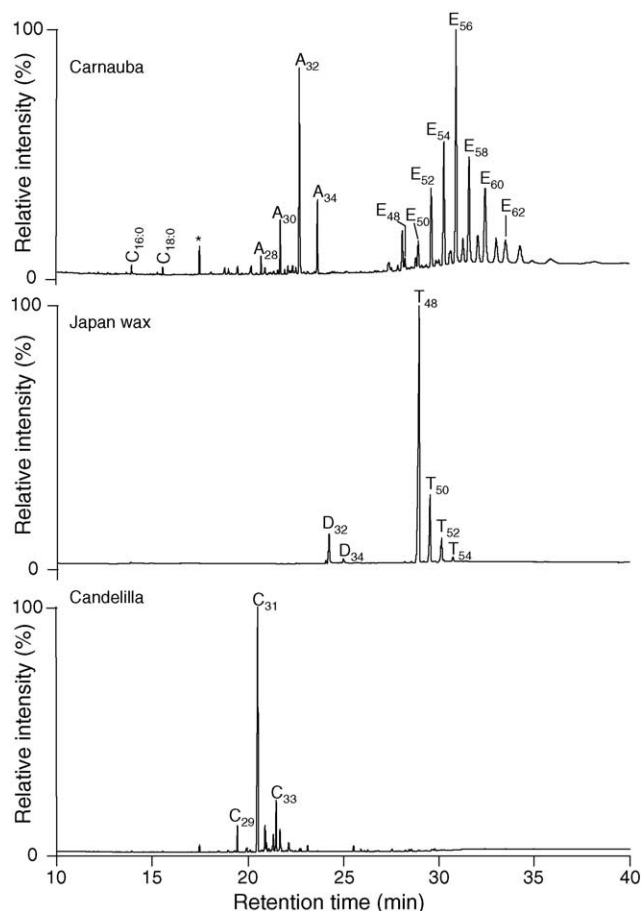 100
Carnauba
Relative intensity (%)
0
C16:0
C18:0
*
A28
A30
A32
A34
E48
E50
E52
E54
E56
E58
E60
E62
100
Japan wax
Relative intensity (%)
0
D32
D34
T48
T50
T52
T54
100
Candelilla
Relative intensity (%)
0
C29
C31
C33
10 15 20 25 30 35 40
Retention time (min)